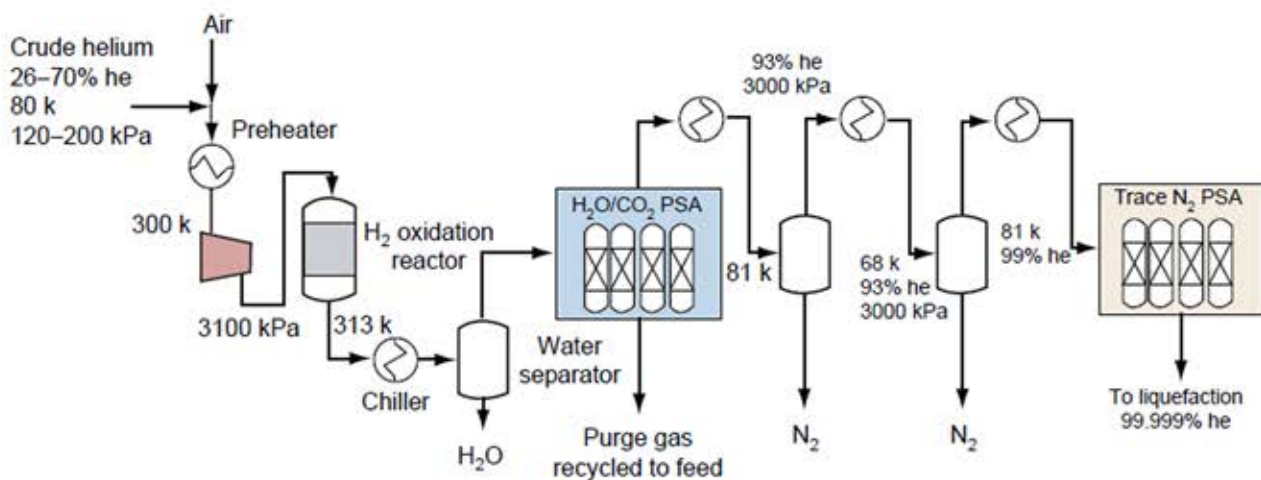 Air
Crude helium
26–70% he
80 k
120–200 kPa
Preheater
300 k
3100 kPa
H₂ oxidation
reactor
313 k
Chiller
Water
separator
H₂O
H₂O/CO₂ PSA
Purge gas
recycled to feed
81 k
93% he
3000 kPa
N₂
68 k
93% he
3000 kPa
N₂
81 k
99% he
Trace N₂ PSA
To liquefaction
99.999% he